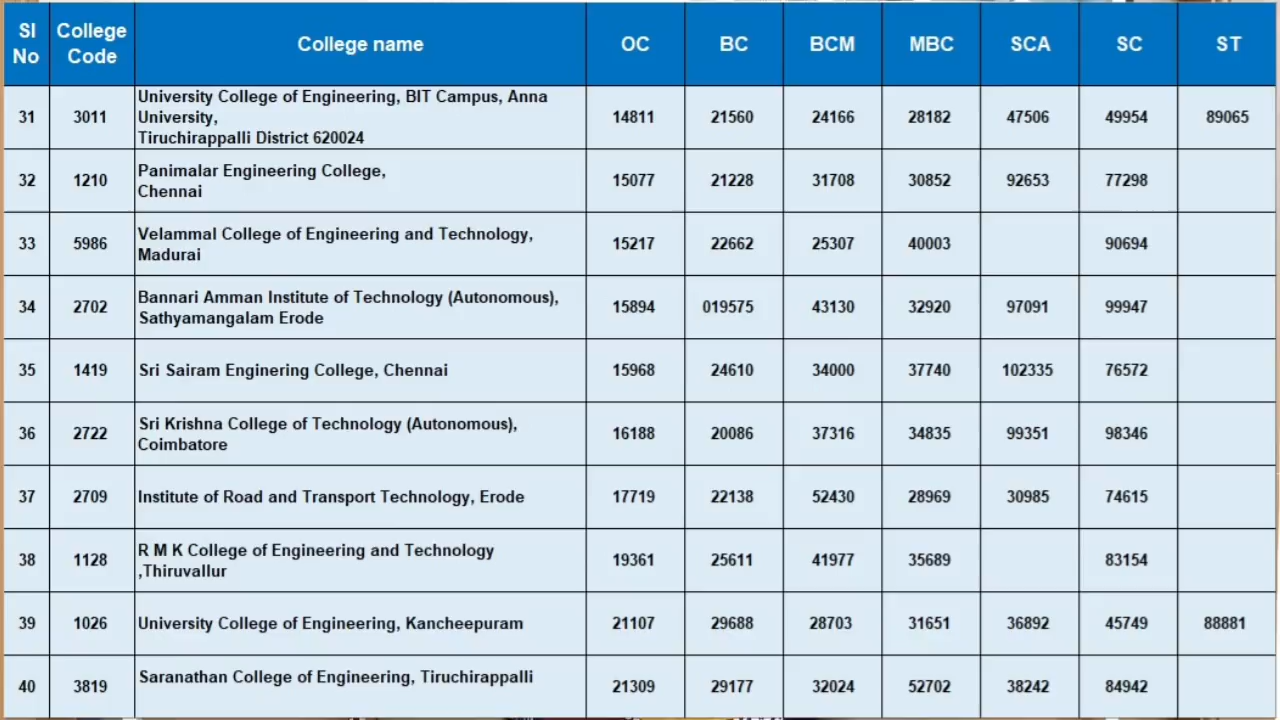 Sl No College Code College name OC BC BCM MBC SCA SC ST
31 3011 University College of Engineering, BIT Campus, Anna
University,
Tiruchirappalli District 620024 14811 21560 24166 28182 47506 49954 89065
32 1210 Panimalar Engineering College,
Chennai 15077 21228 31708 30852 92653 77298
33 5986 Velammal College of Engineering and Technology,
Madurai 15217 22662 25307 40003 90694
34 2702 Bannari Amman Institute of Technology (Autonomous),
Sathyamangalam Erode 15894 019575 43130 32920 97091 99947
35 1419 Sri Sairam Enginering College, Chennai 15968 24610 34000 37740 102335 76572
36 2722 Sri Krishna College of Technology (Autonomous),
Coimbatore 16188 20086 37316 34835 99351 98346
37 2709 Institute of Road and Transport Technology, Erode 17719 22138 52430 28969 30985 74615
38 1128 R M K College of Engineering and Technology
,Thiruvallur 19361 25611 41977 35689 83154
39 1026 University College of Engineering, Kancheepuram 21107 29688 28703 31651 36892 45749 88881
40 3819 Saranathan College of Engineering, Tiruchirappalli 21309 29177 32024 52702 38242 84942